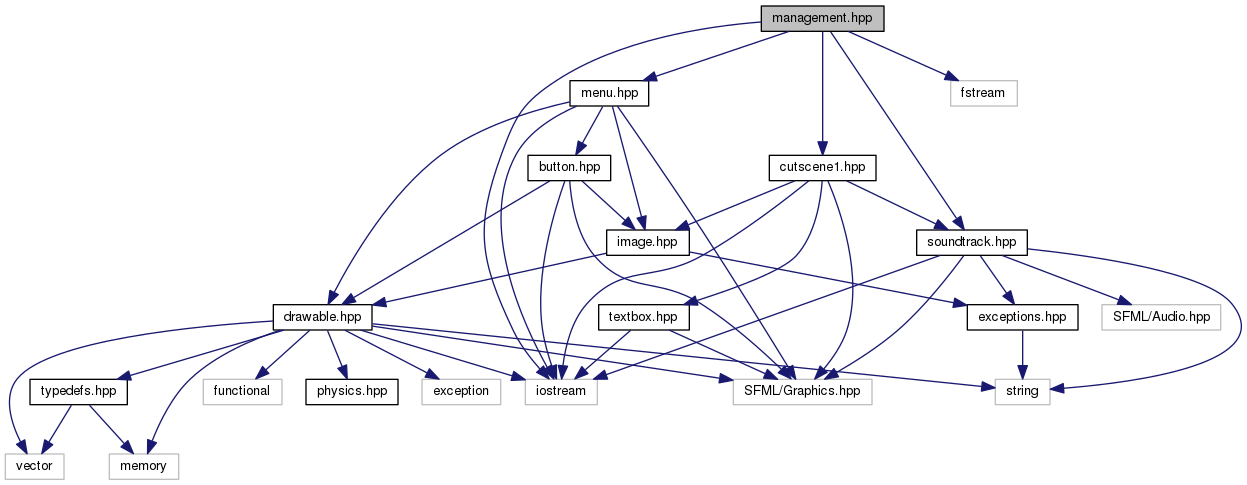 management.hpp
menu.hpp
fstream
button.hpp
cutscene1.hpp
image.hpp
soundtrack.hpp
drawable.hpp
textbox.hpp
exceptions.hpp
SFML/Audio.hpp
typedefs.hpp
functional
physics.hpp
exception
iostream
SFML/Graphics.hpp
string
vector
memory